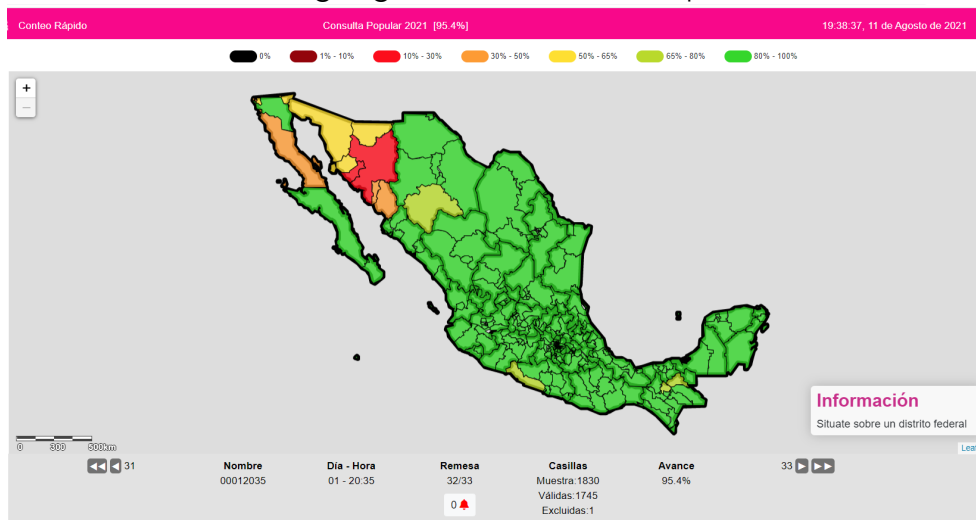 Conteo Rápido
Consulta Popular 2021 [95.4%]
19:38:37, 11 de Agosto de 2021
0%
1% - 10%
10% - 30%
30% - 50%
50% - 65%
65% - 80%
80% - 100%
+
−
Información
Situate sobre un distrito federal
0 300 500km
Leaf
31
Nombre
00012035
Día - Hora
01 - 20:35
Remesa
32/33
0
Casillas
Muestra:1830
Válidas:1745
Excluidas:1
Avance
95.4%
33